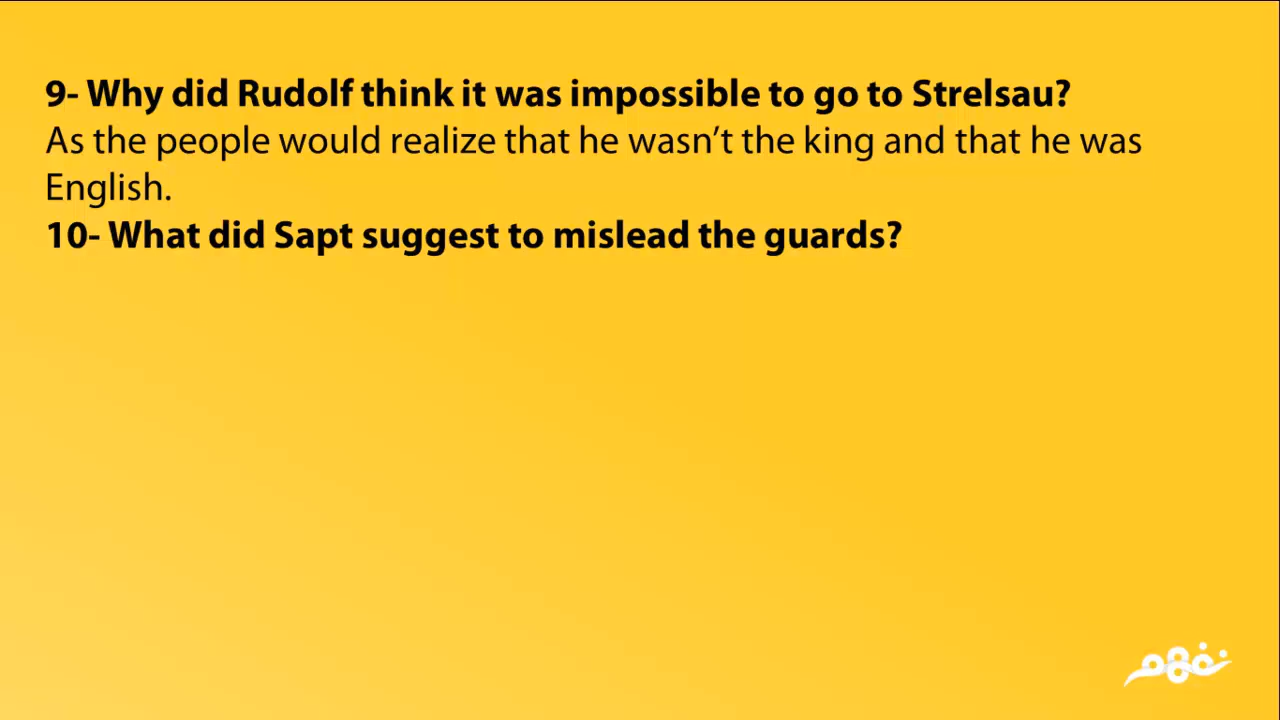 9- Why did Rudolf think it was impossible to go to Strelsau?
As the people would realize that he wasn’t the king and that he was
English.
10- What did Sapt suggest to mislead the guards?
نفهم